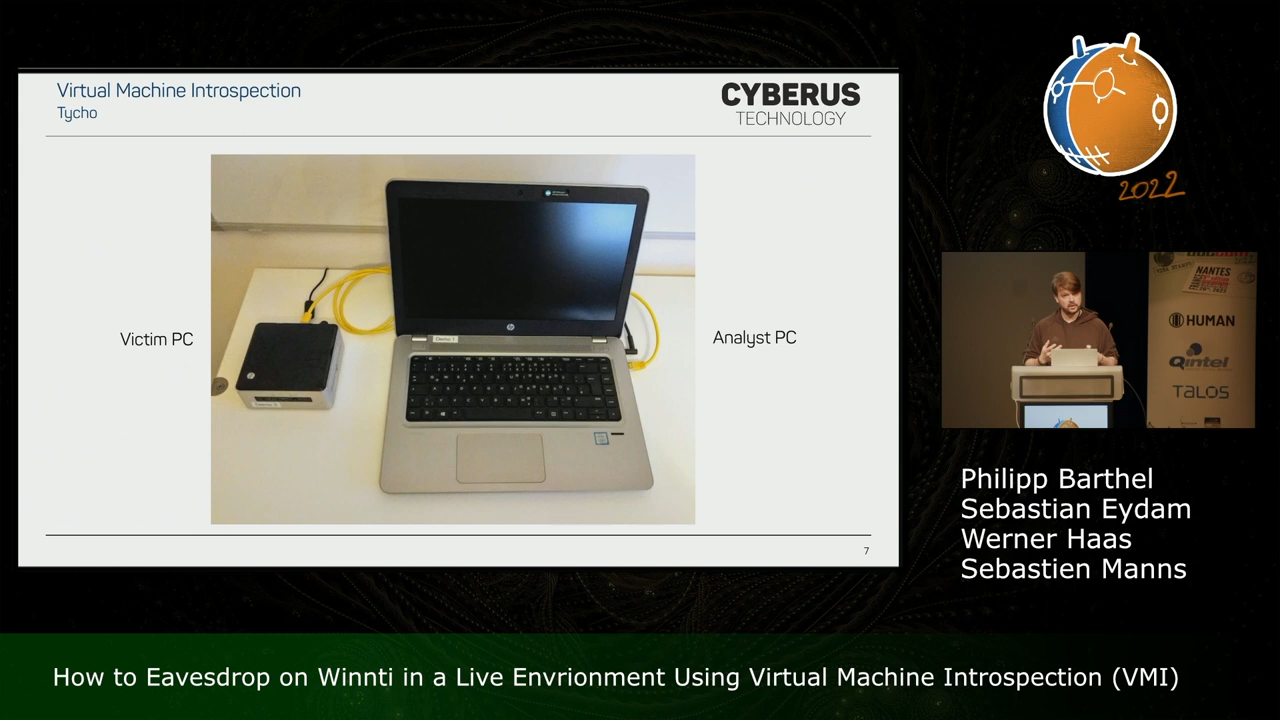 Virtual Machine Introspection
Tycho
CYBERUS
TECHNOLOGY
Victim PC
Analyst PC
7
2022
NANTES
HUMAN
Qintel
TALOS
Philipp Barthel
Sebastian Eydam
Werner Haas
Sebastien Manns
How to Eavesdrop on Winnti in a Live Envrionment Using Virtual Machine Introspection (VMI)